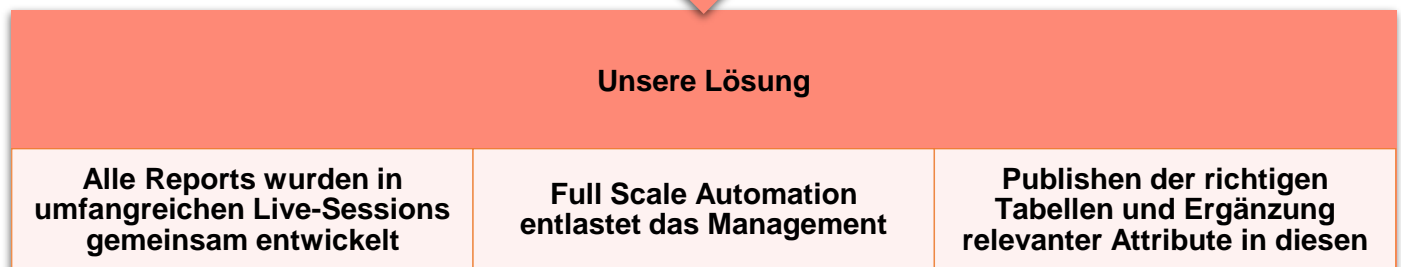 Unsere Lösung
Alle Reports wurden in
umfangreichen Live-Sessions
gemeinsam entwickelt
Full Scale Automation
entlastet das Management
Publishen der richtigen
Tabellen und Ergänzung
relevanter Attribute in diesen